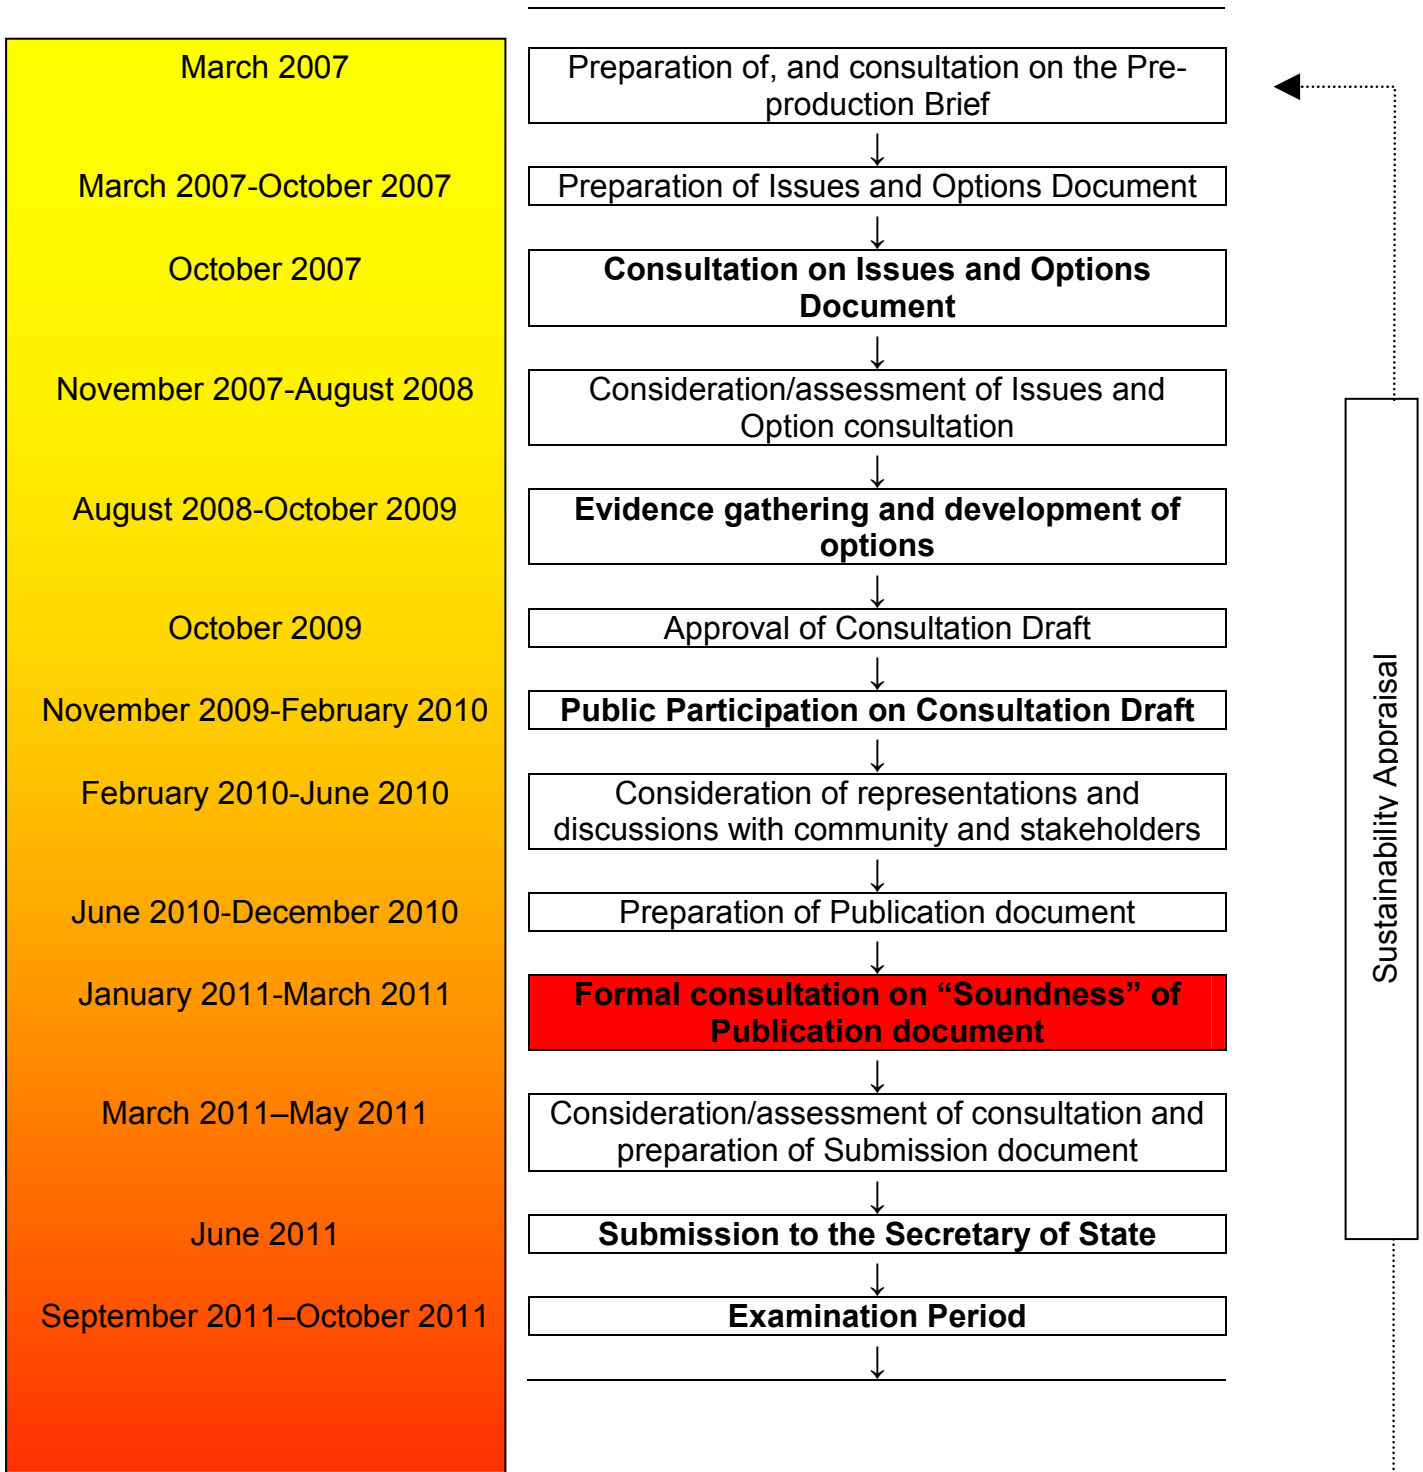 March 2007
Preparation of, and consultation on the Pre-
production Brief
↓
March 2007-October 2007
Preparation of Issues and Options Document
↓
October 2007
Consultation on Issues and Options
Document
↓
November 2007-August 2008
Consideration/assessment of Issues and
Option consultation
↓
August 2008-October 2009
Evidence gathering and development of
options
↓
October 2009
Approval of Consultation Draft
↓
November 2009-February 2010
Public Participation on Consultation Draft
↓
February 2010-June 2010
Consideration of representations and
discussions with community and stakeholders
↓
June 2010-December 2010
Preparation of Publication document
↓
January 2011-March 2011
Formal consultation on “Soundness” of
Publication document
↓
March 2011–May 2011
Consideration/assessment of consultation and
preparation of Submission document
↓
June 2011
Submission to the Secretary of State
↓
September 2011–October 2011
Examination Period
↓
Sustainability Appraisal